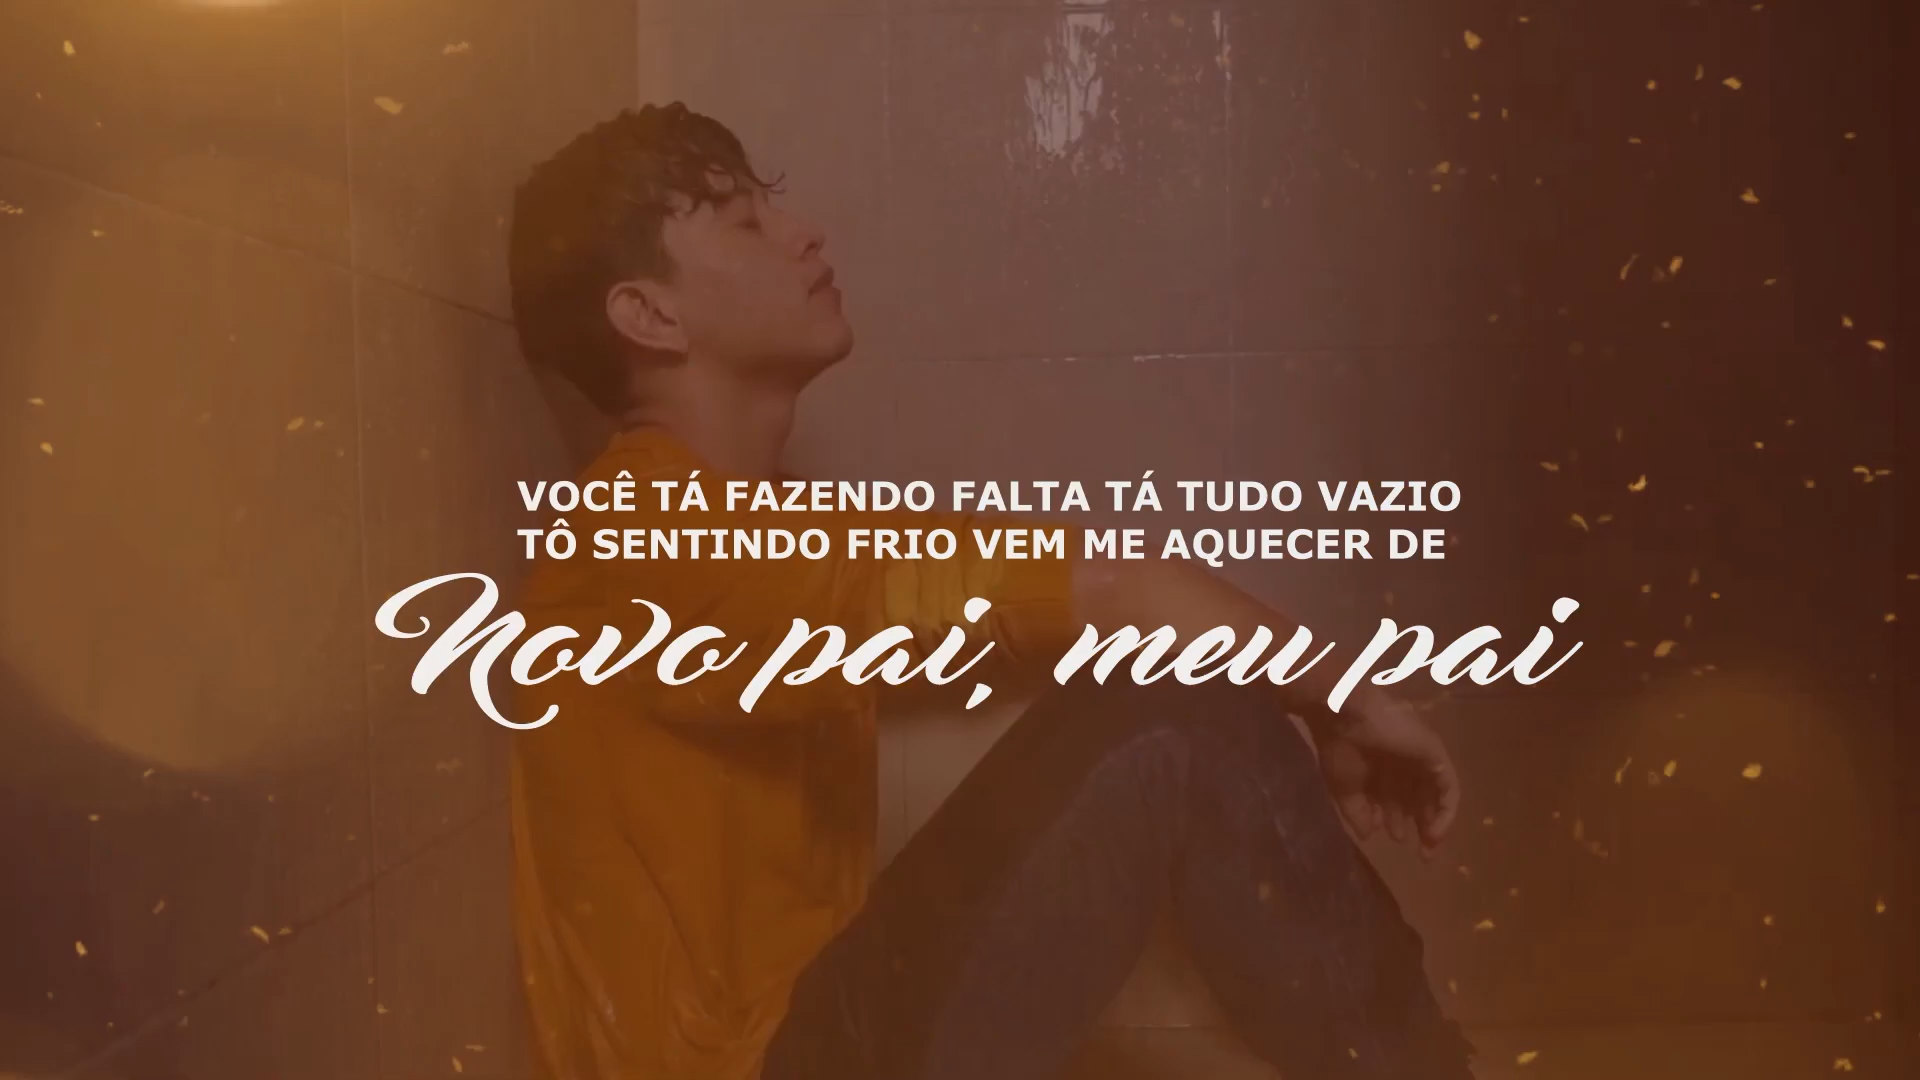 VOCÊ TÁ FAZENDO FALTA TÁ TUDO VAZIO
TÔ SENTINDO FRIO VEM ME AQUECER DE
Novo pai, meu pai